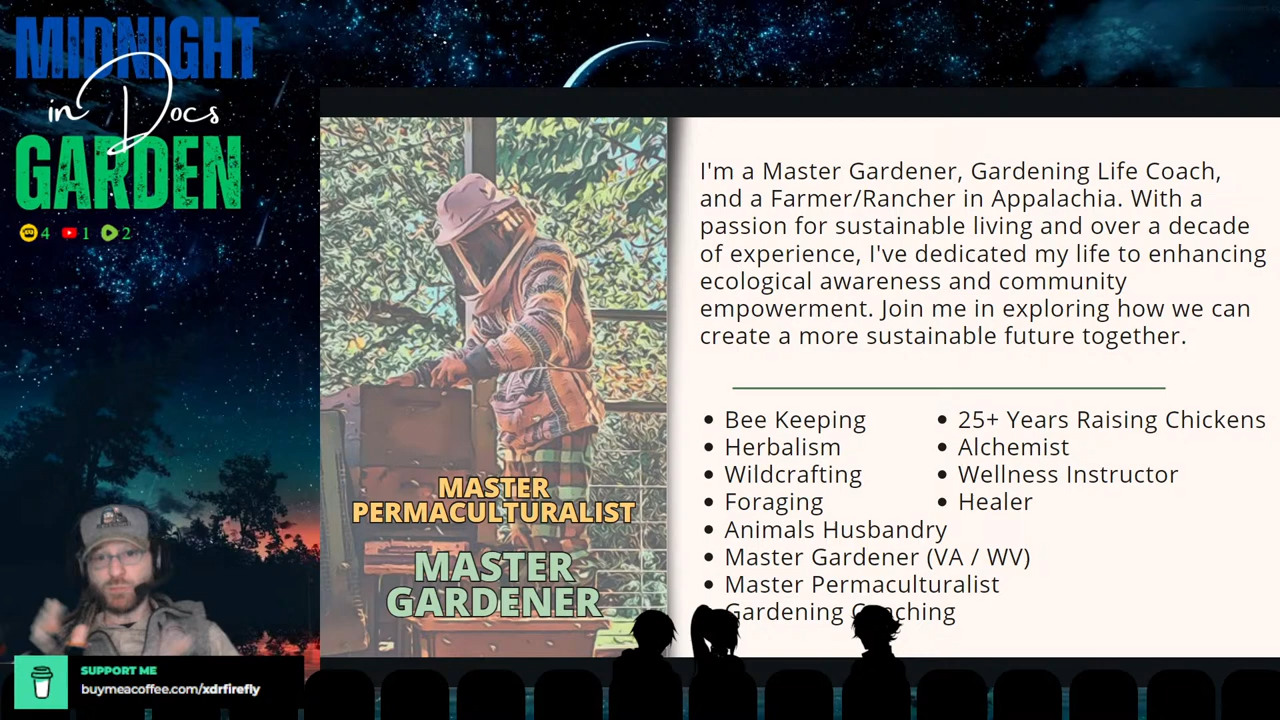 MIDNIGHT
in Docs
GARDEN
4 1 2
I'm a Master Gardener, Gardening Life Coach,
and a Farmer/Rancher in Appalachia. With a
passion for sustainable living and over a decade
of experience, I've dedicated my life to enhancing
ecological awareness and community
empowerment. Join me in exploring how we can
create a more sustainable future together.
• Bee Keeping
• Herbalism
• Wildcrafting
• Foraging
• Animals Husbandry
• Master Gardener (VA / WV)
• Master Permaculturalist
Gardening Coaching
• 25+ Years Raising Chickens
• Alchemist
• Wellness Instructor
• Healer
MASTER
PERMACULTURALIST
MASTER
GARDENER
SUPPORT ME
buymeacoffee.com/xdrfirefly